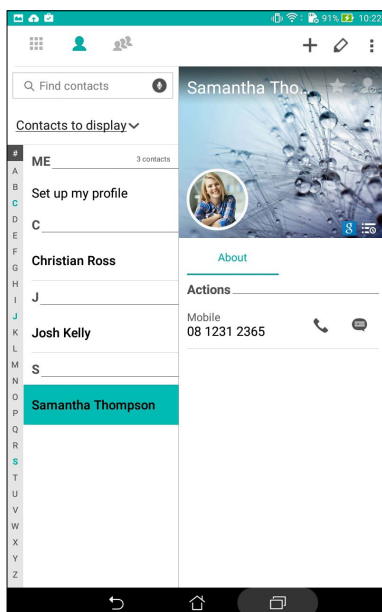 91% 10:22
Find contacts
Contacts to display
#
A
B
C
D
E
F
G
H
I
J
K
L
M
N
O
P
Q
R
S
T
U
V
W
X
Y
Z
ME 3 contacts
Set up my profile
C
Christian Ross
J
Josh Kelly
S
Samantha Thompson
Samantha Tho...
8
About
Actions
Mobile
08 1231 2365